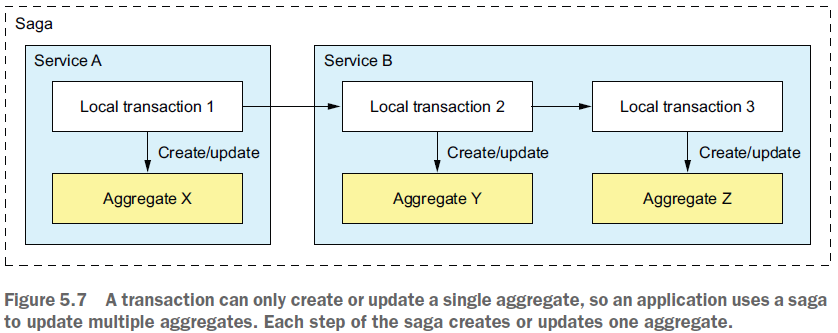 Saga
Service A
Service B
Local transaction 1
Local transaction 2
Local transaction 3
Create/update
Create/update
Create/update
Aggregate X
Aggregate Y
Aggregate Z
Figure 5.7 A transaction can only create or update a single aggregate, so an application uses a saga
to update multiple aggregates. Each step of the saga creates or updates one aggregate.